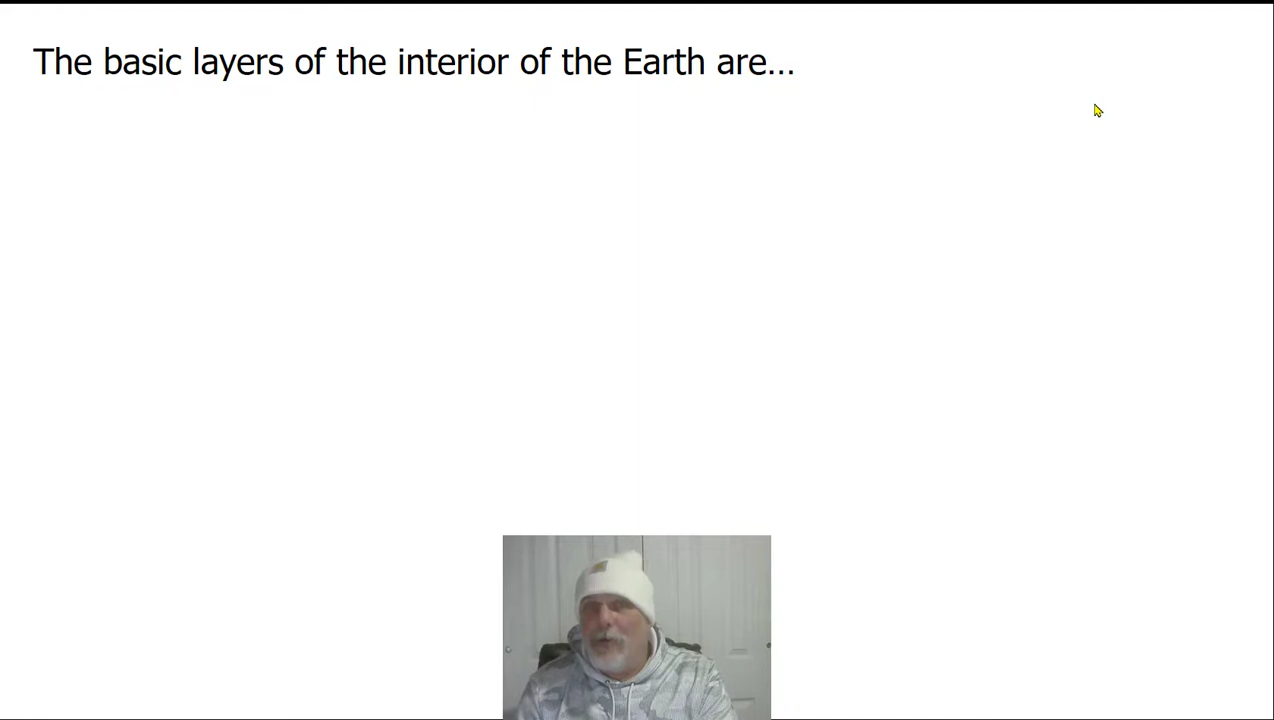 The basic layers of the interior of the Earth are…